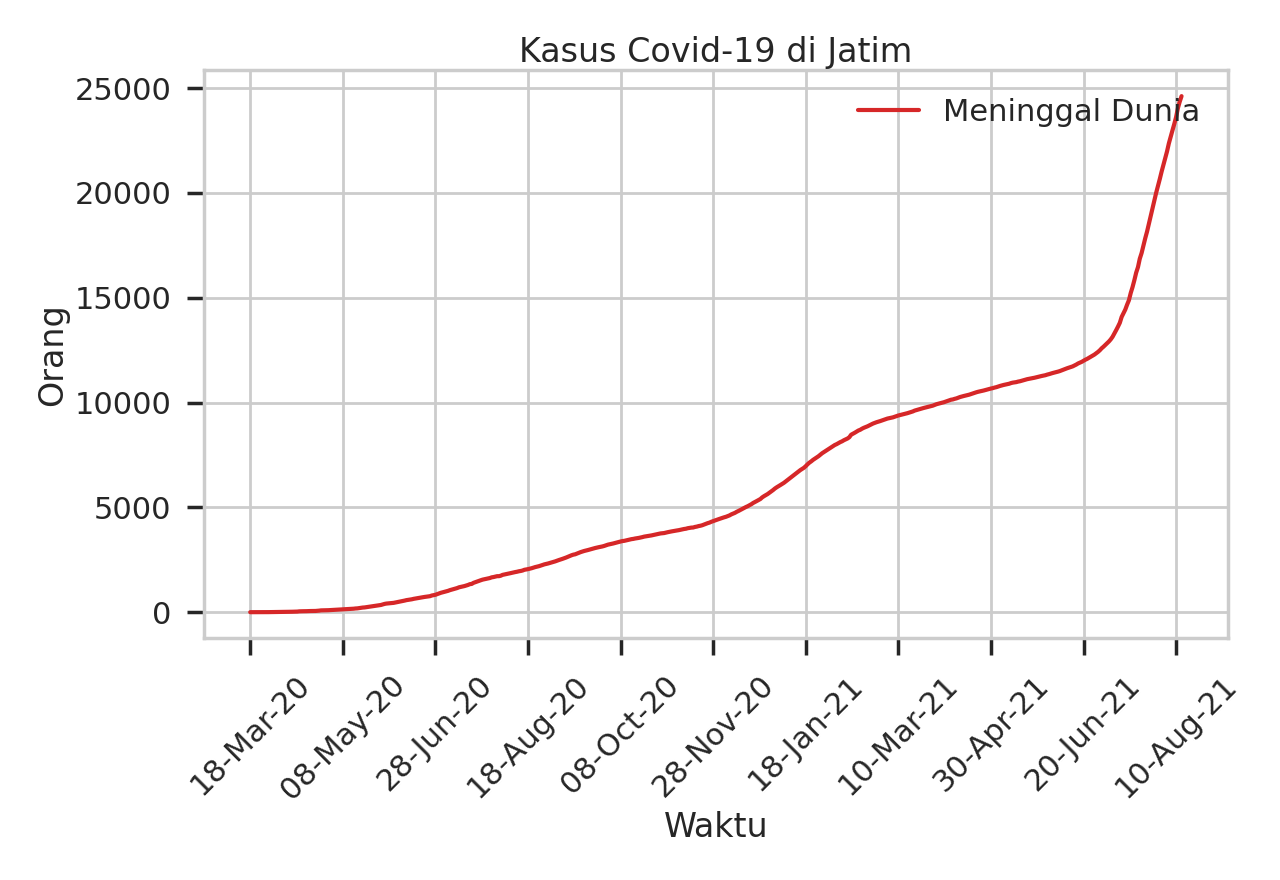 Kasus Covid-19 di Jatim
Meninggal Dunia
25000
20000
15000
10000
5000
0
Orang
18-Mar-20
08-May-20
28-Jun-20
18-Aug-20
08-Oct-20
28-Nov-20
18-Jan-21
10-Mar-21
30-Apr-21
20-Jun-21
10-Aug-21
Waktu